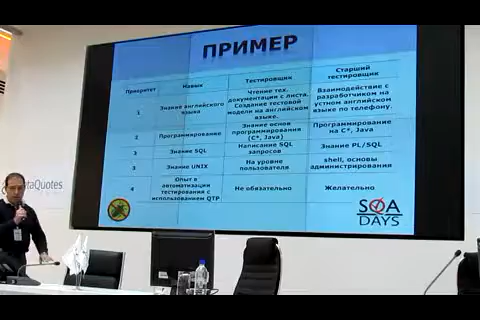 ПРИМЕР
Приоритет
Навык
Тестировщик
Старший
тестировщик
1
Знание английского
языка
Чтение тех.
документации с листа.
Создание тестовой
модели на английском
языке.
Взаимодействие с
разработчиком на
устном английском
языке по телефону.
2
Программирование
Знание основ
программирования
(C*, Java)
Программирование
на C*, Java
3
Знание SQL
Написание SQL
запросов
Знание PL/SQL
3
Знание UNIX
На уровне
пользователя
shell, основы
администрирования
4
Опыт в
автоматизации
тестирования с
использованием QTP
Не обязательно
Желательно
SQA
DAYS
taQuotes